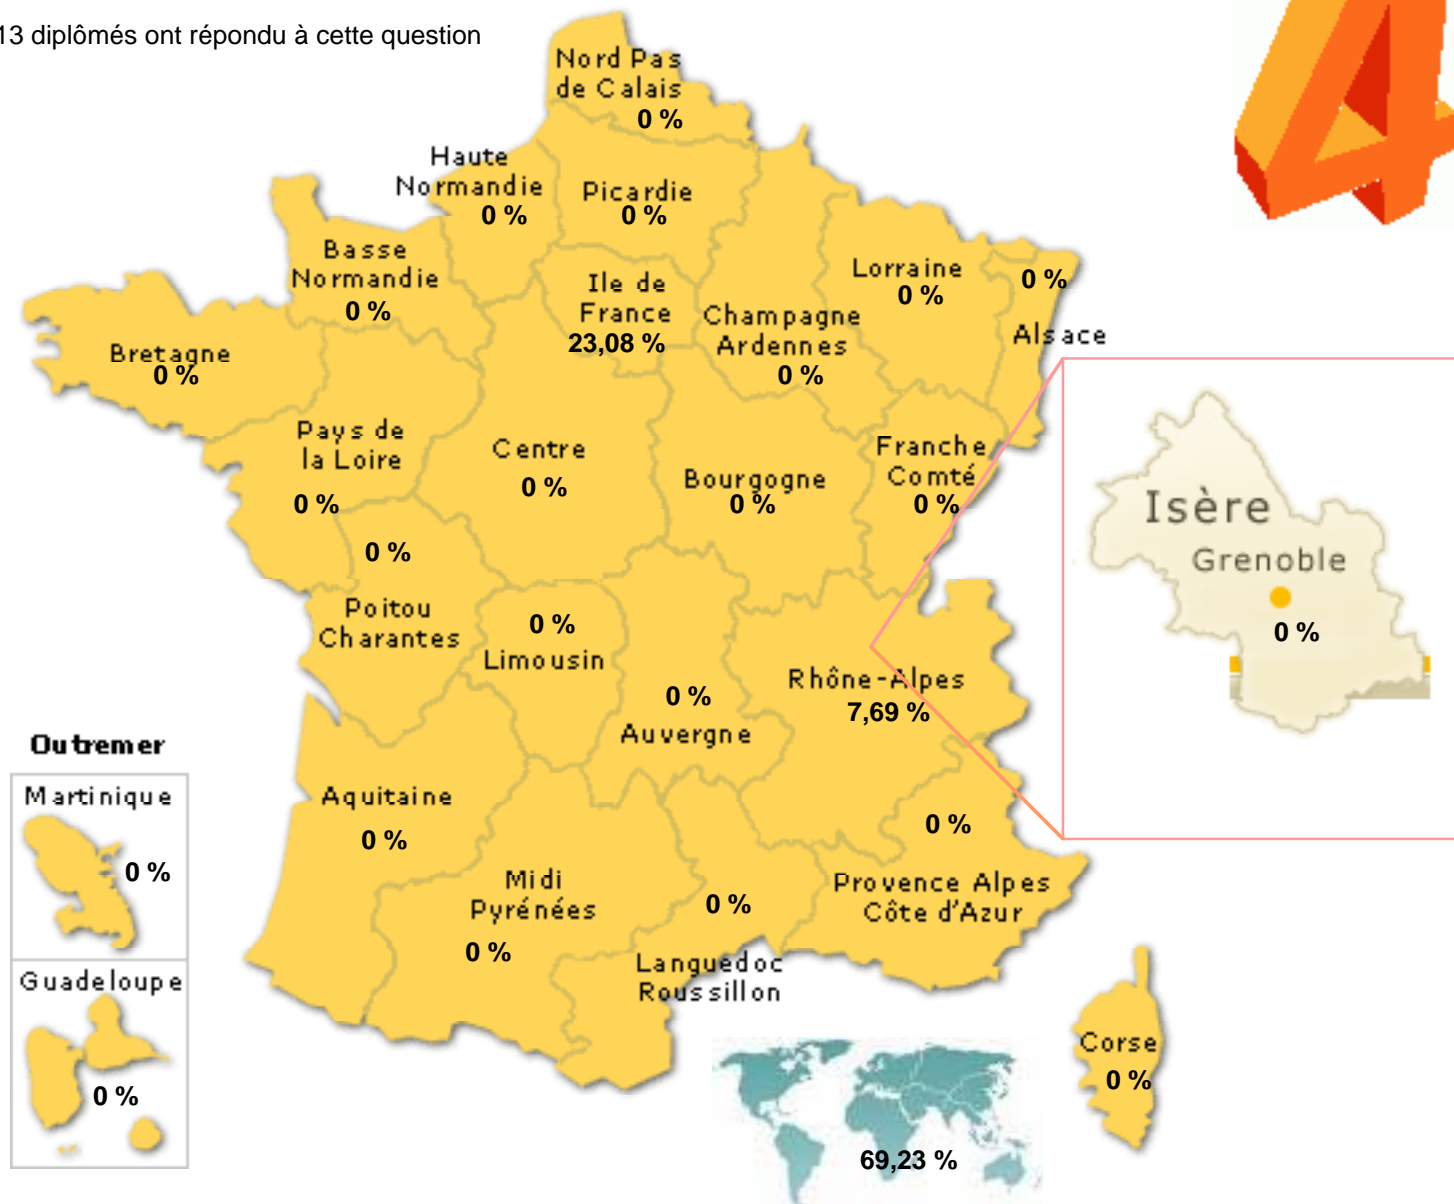 13 diplômés ont répondu à cette question
4
Nord Pas
de Calais
0 %
Haute
Normandie
0 %
Picardie
0 %
Basse
Normandie
0 %
Ile de
France
23,08 %
Champagne
Ardennes
0 %
Lorraine
0 %
0 %
Alsace
Bretagne
0 %
Pays de
la Loire
0 %
Centre
0 %
Bourgogne
0 %
Franche
Comté
0 %
Isère
Grenoble
0 %
0 %
Poitou
Charantes
0 %
Limousin
0 %
Auvergne
Rhône-Alpes
7,69 %
Outremer
Martinique
0 %
Guadeloupe
0 %
Aquitaine
0 %
Midi
Pyrénées
0 %
0 %
Languedoc
Roussillon
0 %
Provence Alpes
Côte d'Azur
Corse
0 %
69,23 %